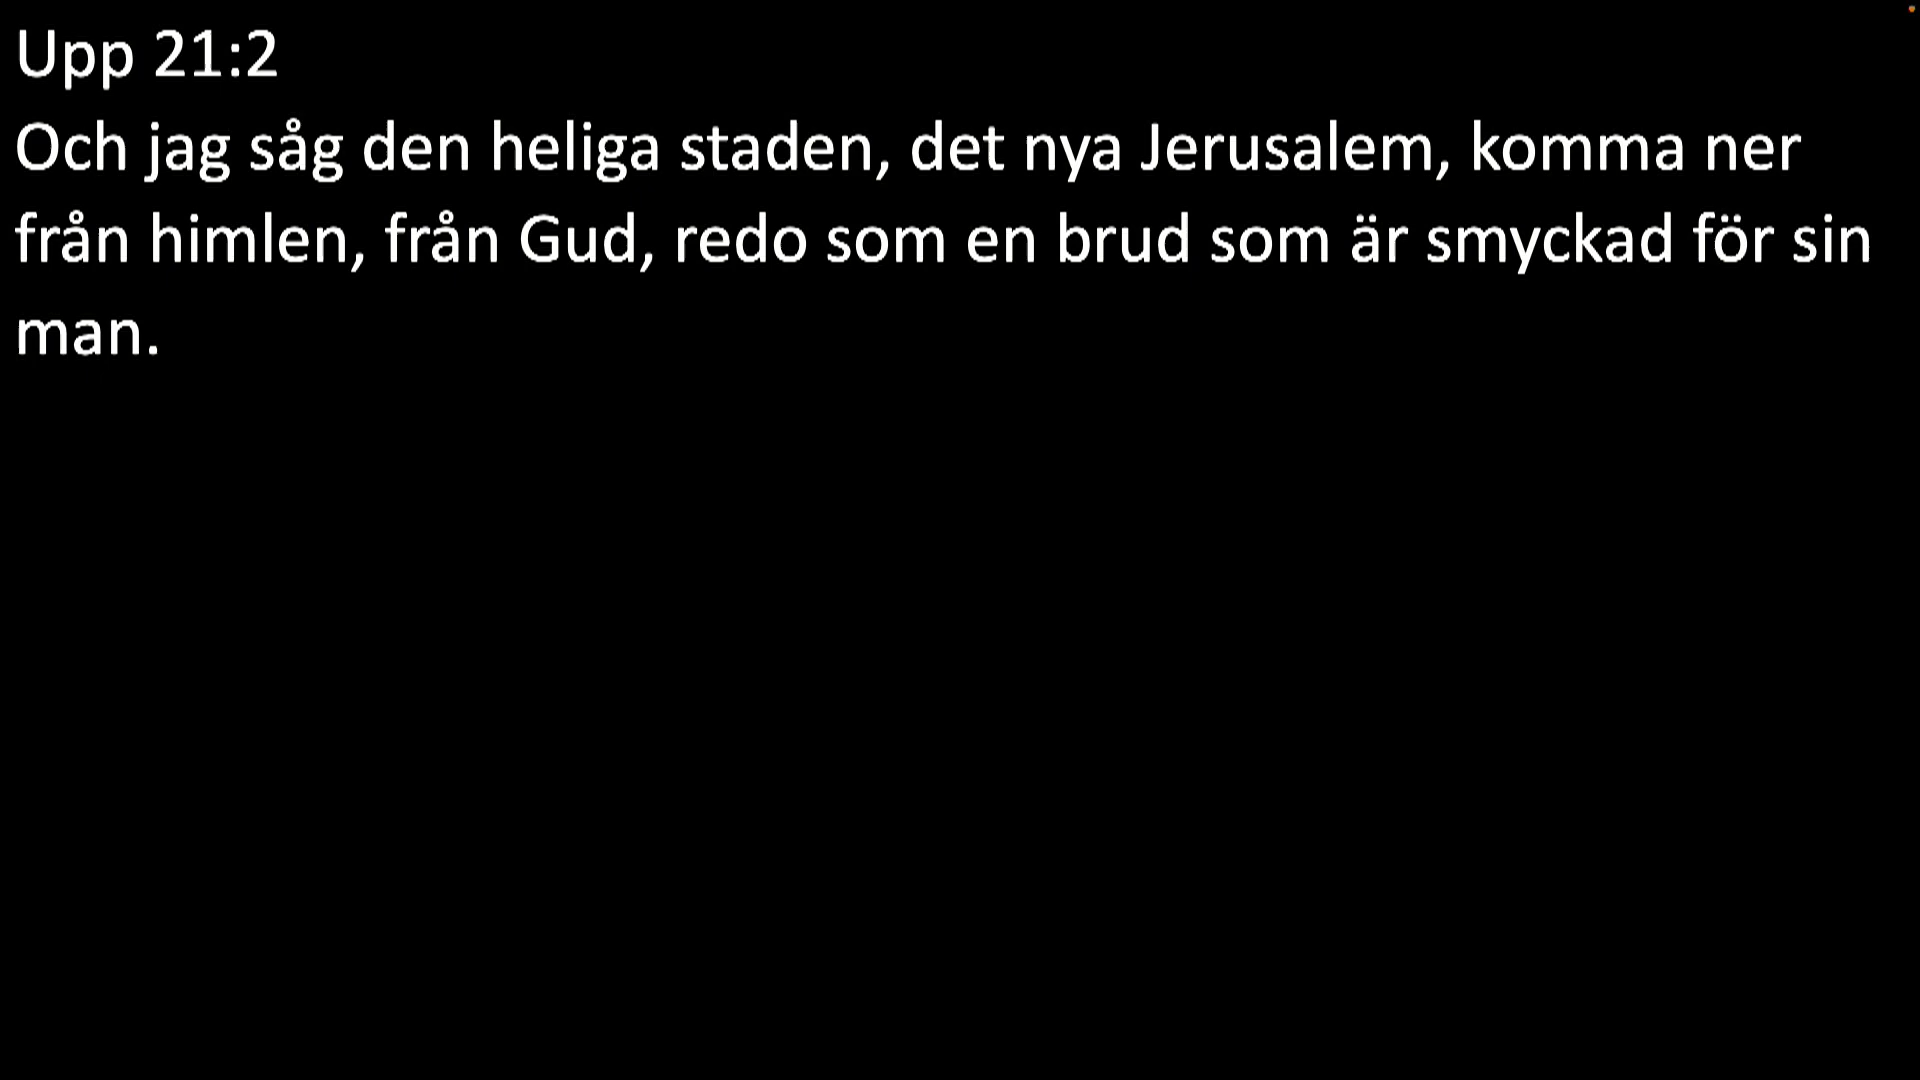 Upp 21:2
Och jag såg den heliga staden, det nya Jerusalem, komma ner
från himlen, från Gud, redo som en brud som är smyckad för sin
man.